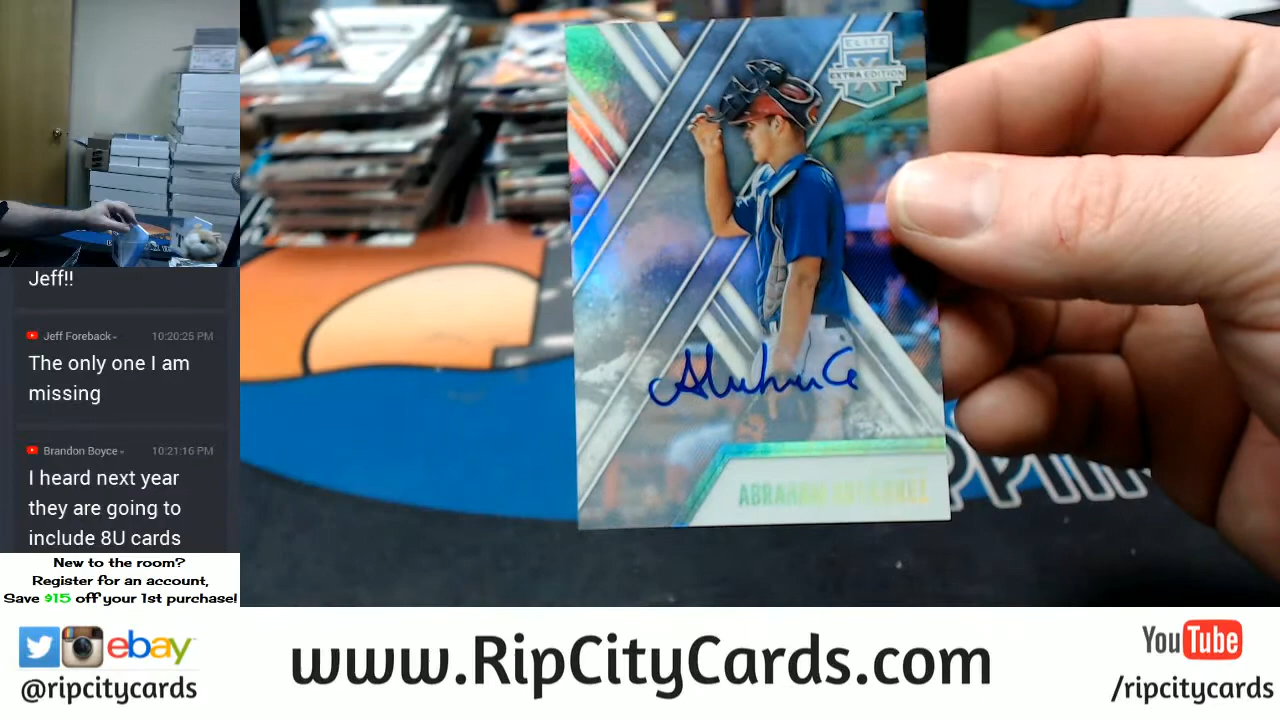 Jeff!!
Jeff Foreback 10:20:25 PM
The only one I am
missing
Brandon Boyce 10:21:16 PM
I heard next year
they are going to
include 8U cards
New to the room?
Register for an account,
Save $15 off your 1st purchase!
ELITE
EXTRA EDITION
ABRAHAM
ebay
@ripcitycards
www.RipCityCards.com
YouTube
/ripcitycards